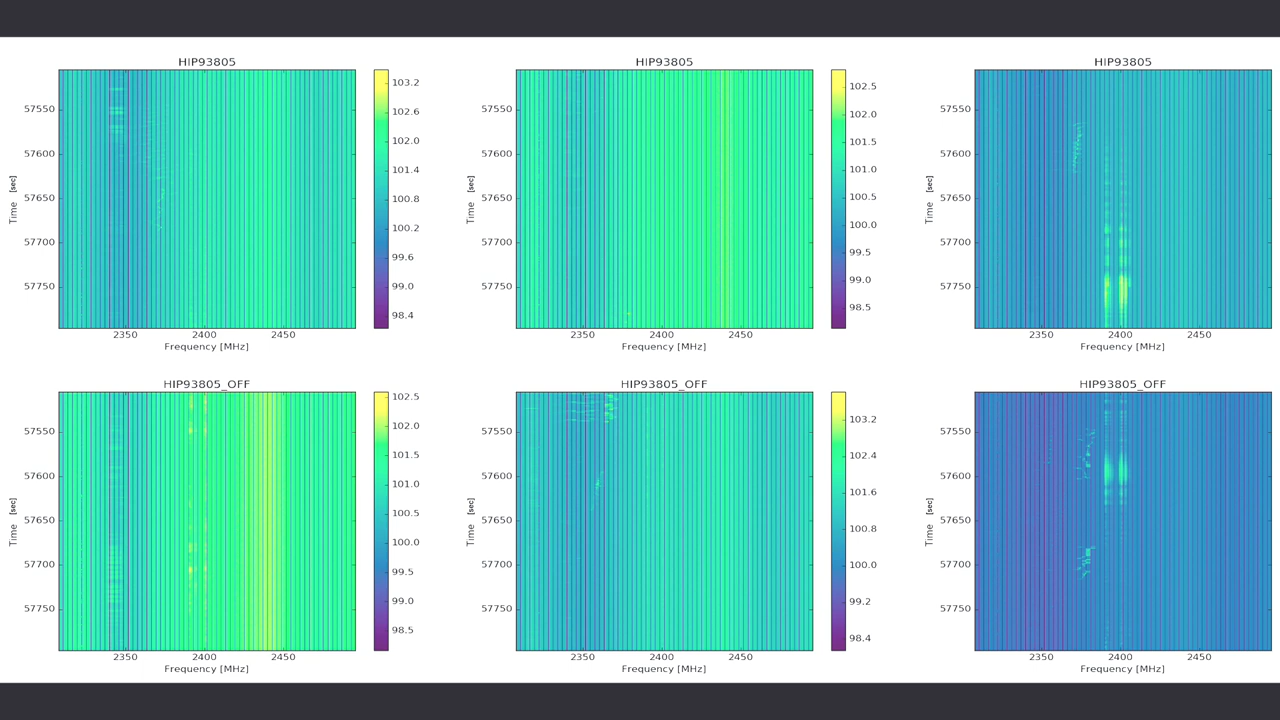 HIP93805
57550
57600
57650
57700
57750
Time [sec]
2350 2400 2450
Frequency [MHz]
103.2
102.6
102.0
101.4
100.8
100.2
99.6
99.0
98.4
HIP93805
57550
57600
57650
57700
57750
Time [sec]
2350 2400 2450
Frequency [MHz]
102.5
102.0
101.5
101.0
100.5
100.0
99.5
99.0
98.5
HIP93805
57550
57600
57650
57700
57750
Time [sec]
2350 2400 2450
Frequency [MHz]
HIP93805_OFF
57550
57600
57650
57700
57750
Time [sec]
2350 2400 2450
Frequency [MHz]
102.5
102.0
101.5
101.0
100.5
100.0
99.5
99.0
98.5
HIP93805_OFF
57550
57600
57650
57700
57750
Time [sec]
2350 2400 2450
Frequency [MHz]
103.2
102.4
101.6
100.8
100.0
99.2
98.4
HIP93805_OFF
57550
57600
57650
57700
57750
Time [sec]
2350 2400 2450
Frequency [MHz]